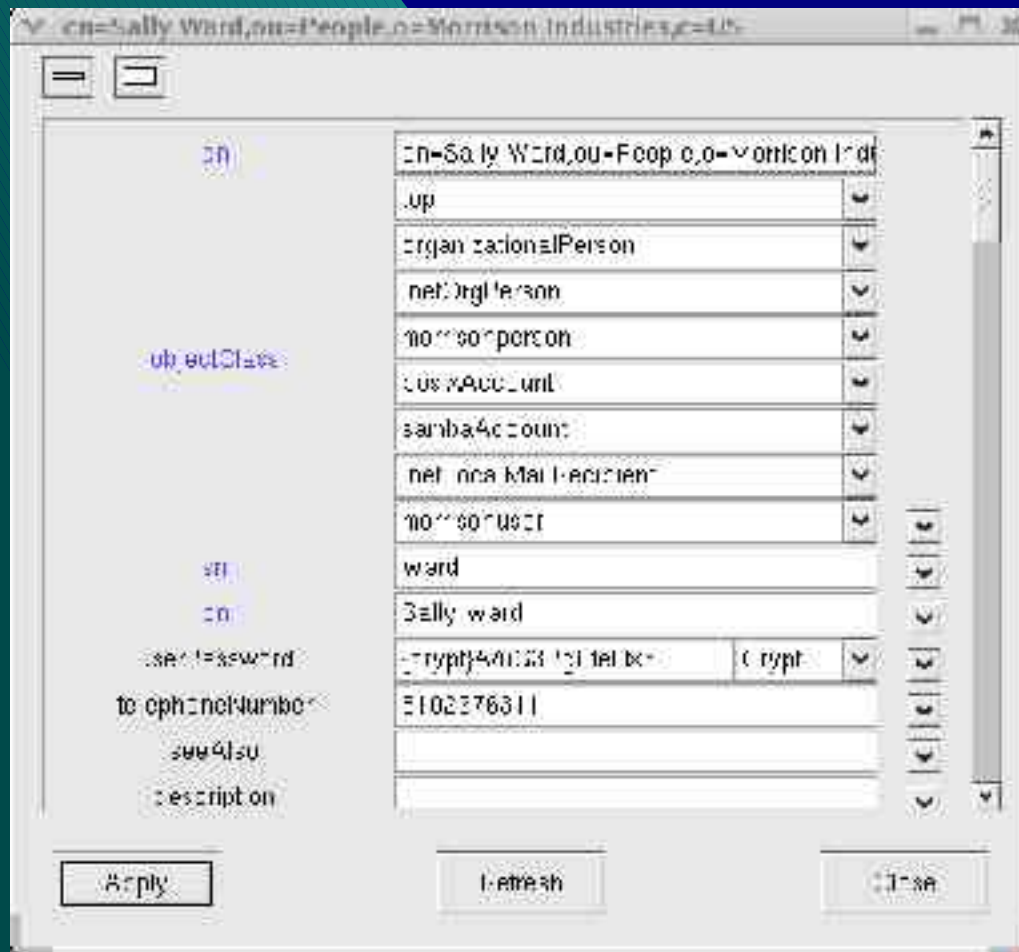 cn=Sally Ward,ou=People,o=Morrison Industries,c=US
dn cn=Sally Ward,ou=People,o=Morrison Indu
objectClass
top
organizationalPerson
inetOrgPerson
morrisonperson
posixAccount
sambaAccount
inetLocalMailRecipient
morrisonuser
sn ward
cn Sally ward
userPassword Crypt
telephoneNumber
seeAlso
description
Apply Refresh Close